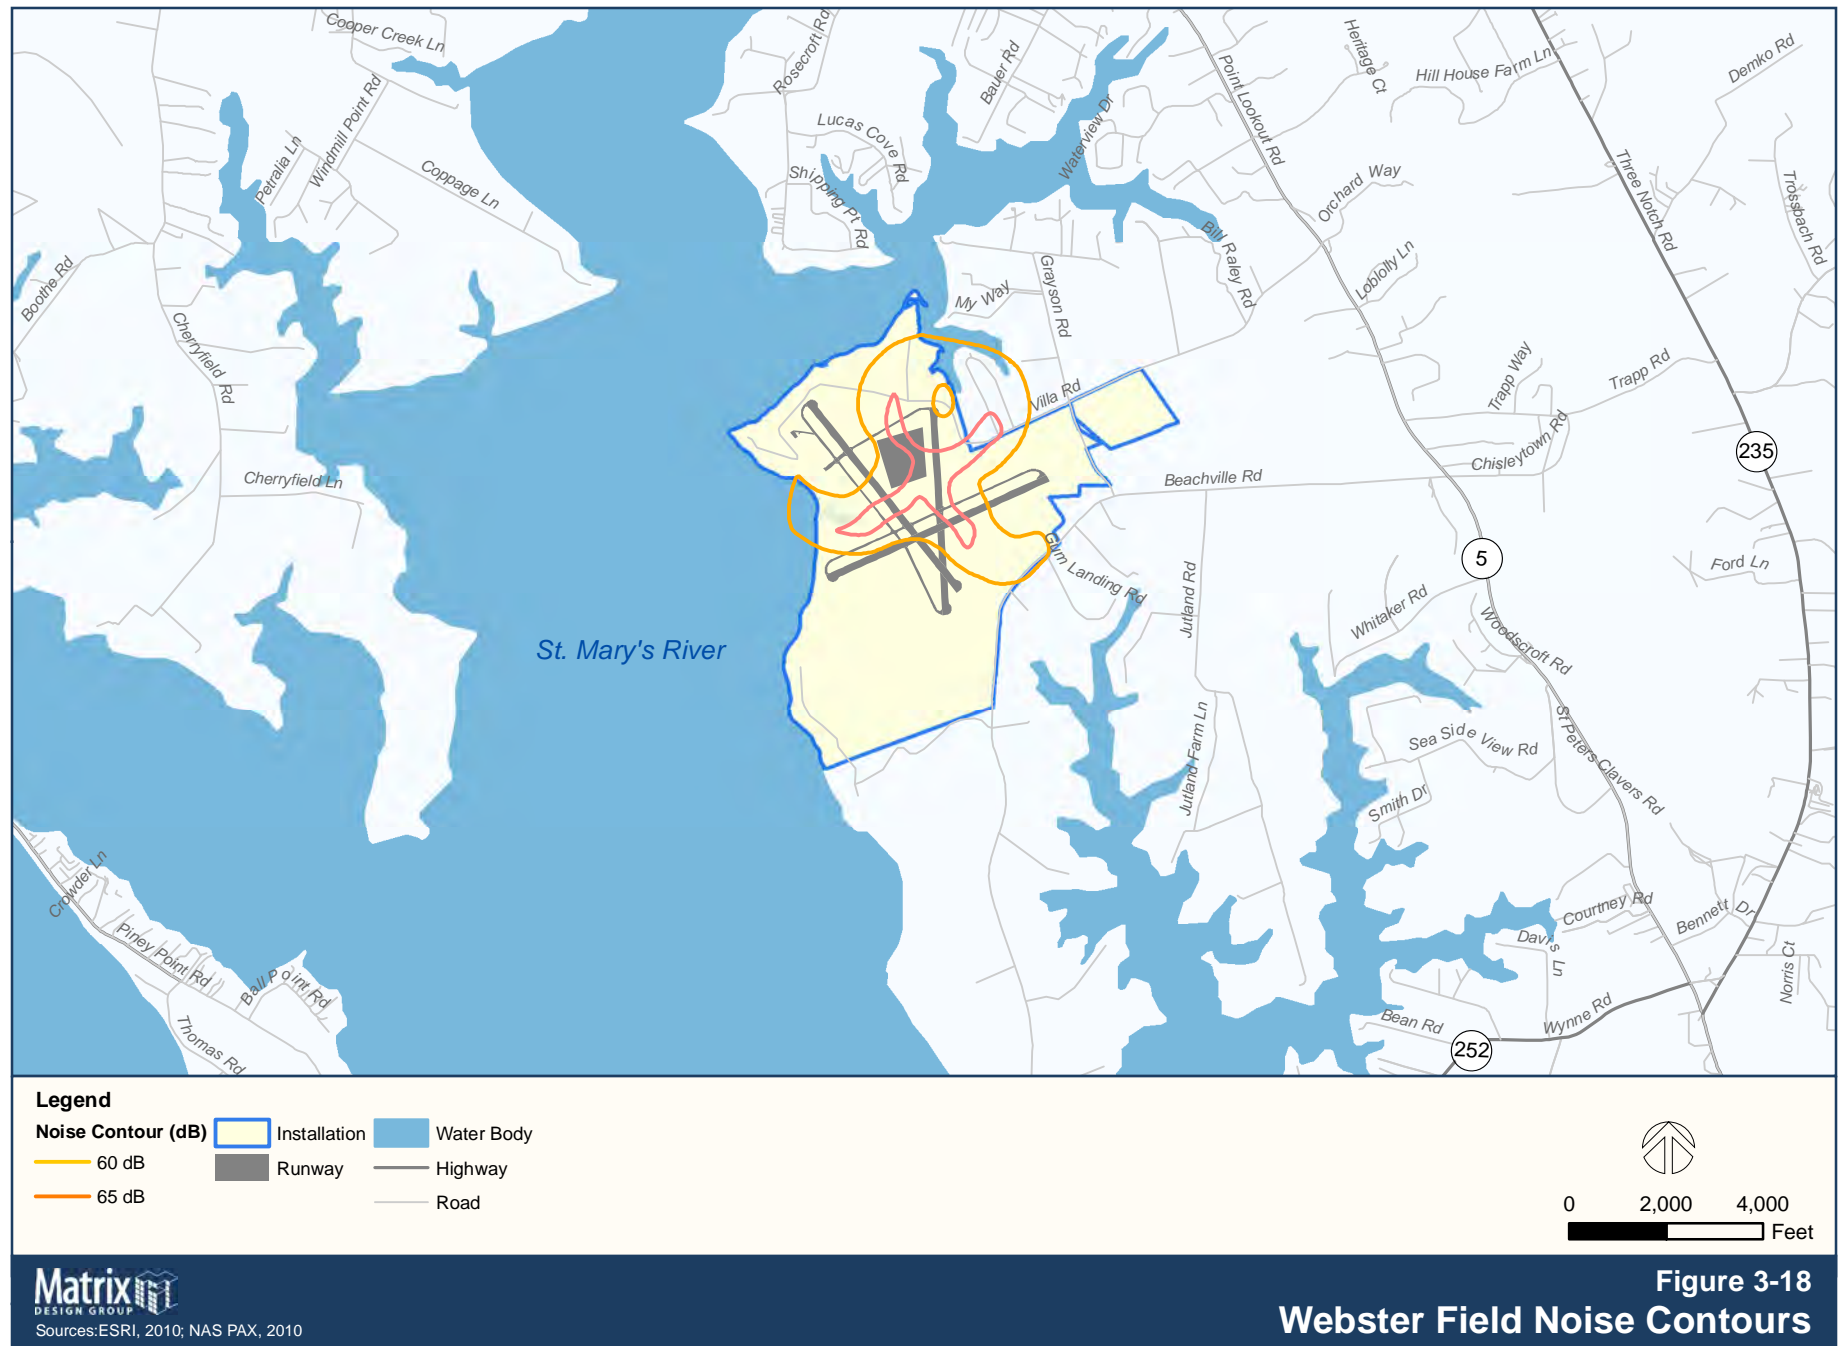 Cooper Creek Ln
Rosecroft Rd
Bauer Rd
Heritage Ct
Hill House Farm Ln
Demko Rd
Point Lookout Rd
Windmill Point Rd
Petralia Ln
Coppage Ln
Lucas Cove Rd
Shipping Pt Rd
Waterview Dr
Orchard Way
Three Notch Rd
Trossbach Rd
Bill Raley Rd
Loblolly Ln
Boothe Rd
Cherryfield Rd
My Way
Grayson Rd
Villa Rd
Trapp Way
Trapp Rd
Chisleytown Rd
235
Cherryfield Ln
Beachville Rd
5
Gum Landing Rd
Jutland Rd
Whitaker Rd
Ford Ln
Woodscroft Rd
St. Mary's River
Jutland Farm Ln
Sea Side View Rd
St Peters Clavers Rd
Smith Dr
Crowder Ln
Piney Point Rd
Ball Point Rd
Thomas Rd
Courtney Rd
Bennett Dr
Davis Ln
Norris Ct
Bean Rd
Wynne Rd
252
Legend
Noise Contour (dB)
60 dB
65 dB
Installation
Runway
Water Body
Highway
Road
0 2,000 4,000
Feet
Matrix
DESIGN GROUP
Sources:ESRI, 2010; NAS PAX, 2010
Figure 3-18
Webster Field Noise Contours